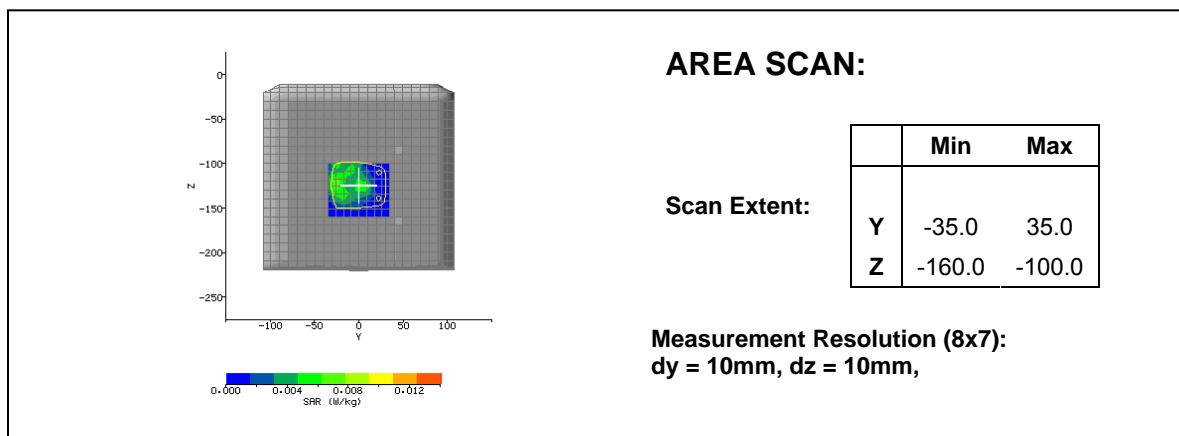 AREA SCAN:
Min Max
Scan Extent:
Y -35.0 35.0
Z -160.0 -100.0
Measurement Resolution (8x7):
dy = 10mm, dz = 10mm,
0
-50
-100
-150
-200
-250
Z
-100 -50 0 50 100
Y
0.000 0.004 0.008 0.012
SAR (W/kg)